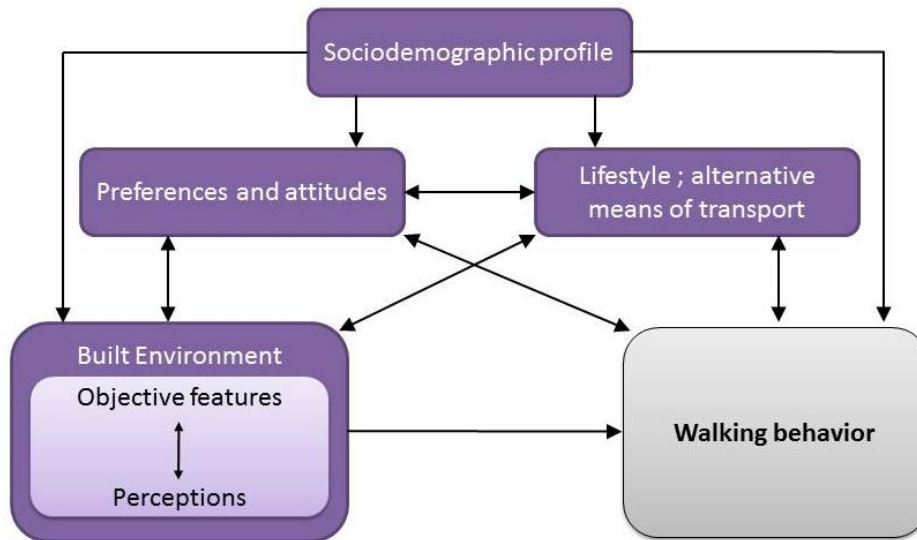 Sociodemographic profile
Preferences and attitudes
Lifestyle ; alternative
means of transport
Built Environment
Objective features
Perceptions
Walking behavior